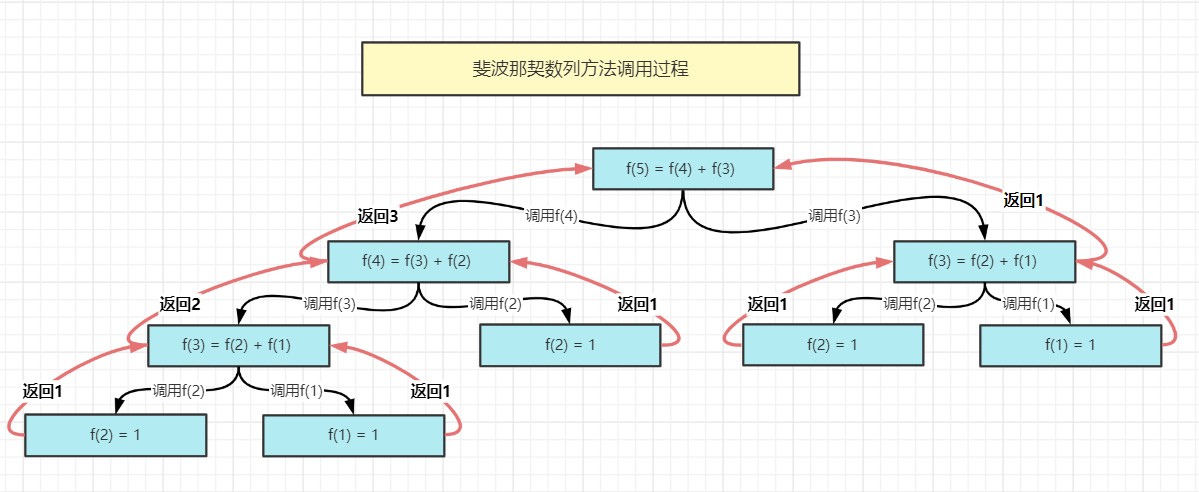 斐波那契数列方法调用过程
f(5) = f(4) + f(3)
返回3
调用f(4)
调用f(3)
返回1
f(4) = f(3) + f(2)
f(3) = f(2) + f(1)
返回2
调用f(3)
调用f(2)
返回1
返回1
调用f(2)
调用f(1)
返回1
f(3) = f(2) + f(1)
f(2) = 1
f(2) = 1
f(1) = 1
返回1
调用f(2)
调用f(1)
返回1
f(2) = 1
f(1) = 1